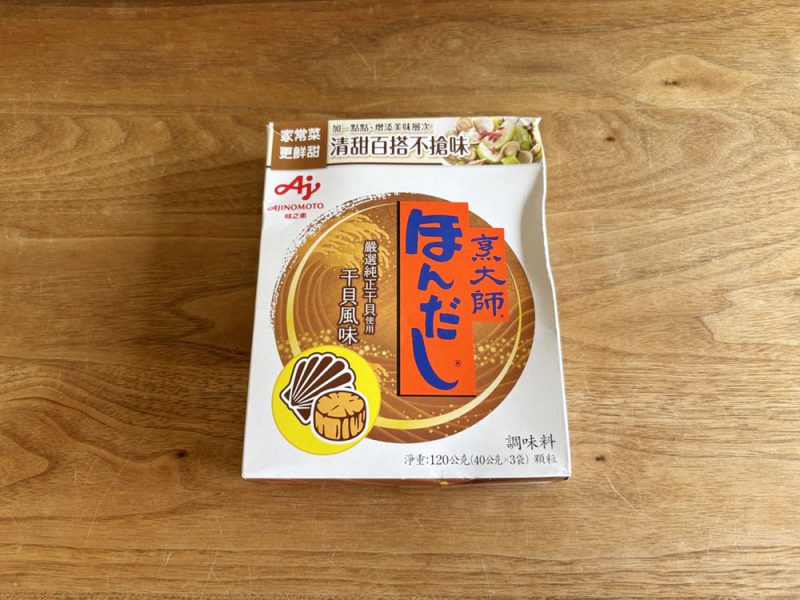 家常菜
更鮮甜
加一點點,增添美味層次
清甜百搭不搶味
Aj
AJINOMOTO®
味之素
嚴選純正干貝使用
干貝風味
ほんだし®
烹大師®
調味料
淨重:120公克(40公克×3袋) 顆粒